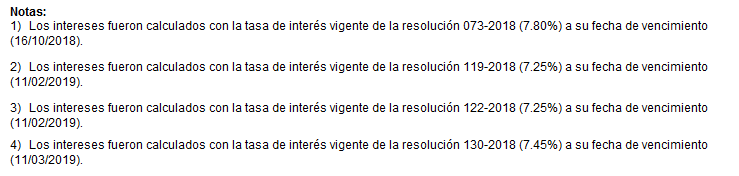 Notas:
1) Los intereses fueron calculados con la tasa de interés vigente de la resolución 073-2018 (7.80%) a su fecha de vencimiento
(16/10/2018).
2) Los intereses fueron calculados con la tasa de interés vigente de la resolución 119-2018 (7.25%) a su fecha de vencimiento
(11/02/2019).
3) Los intereses fueron calculados con la tasa de interés vigente de la resolución 122-2018 (7.25%) a su fecha de vencimiento
(11/02/2019).
4) Los intereses fueron calculados con la tasa de interés vigente de la resolución 130-2018 (7.45%) a su fecha de vencimiento
(11/03/2019).